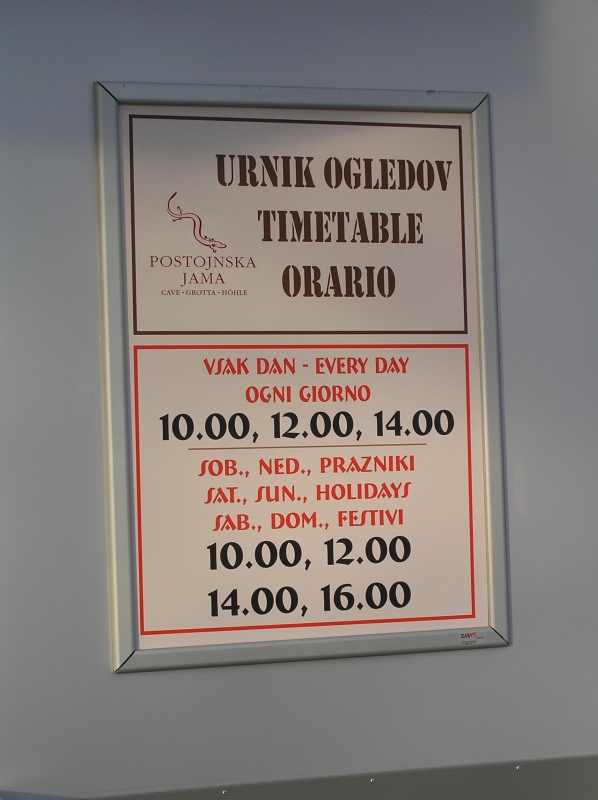 URNIK OGLEDOV
TIMETABLE
ORARIO
POSTOJNSKA
JAMA
CAVE • GROTTA • HÖHLE
VSAK DAN - EVERY DAY
OGNI GIORNO
10.00, 12.00, 14.00
SOB., NED., PRAZNIKI
SAT., SUN., HOLIDAYS
SAB., DOM., FESTIVI
10.00, 12.00
14.00, 16.00